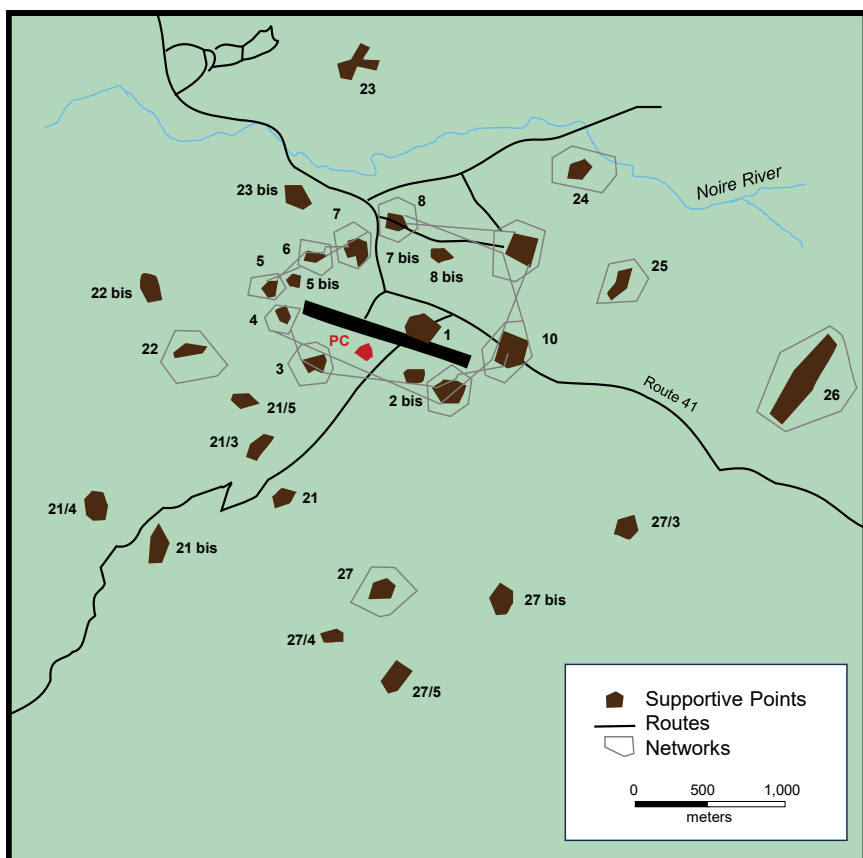 23
Noire River
24
23 bis
8
7
6
7 bis
8 bis
5
5 bis
25
22 bis
4
1
10
PC
22
3
26
Route 41
2 bis
21/5
21/3
21/4
21
27/3
21 bis
27
27 bis
27/4
27/5
Supportive Points
Routes
Networks
0 500 1,000
meters